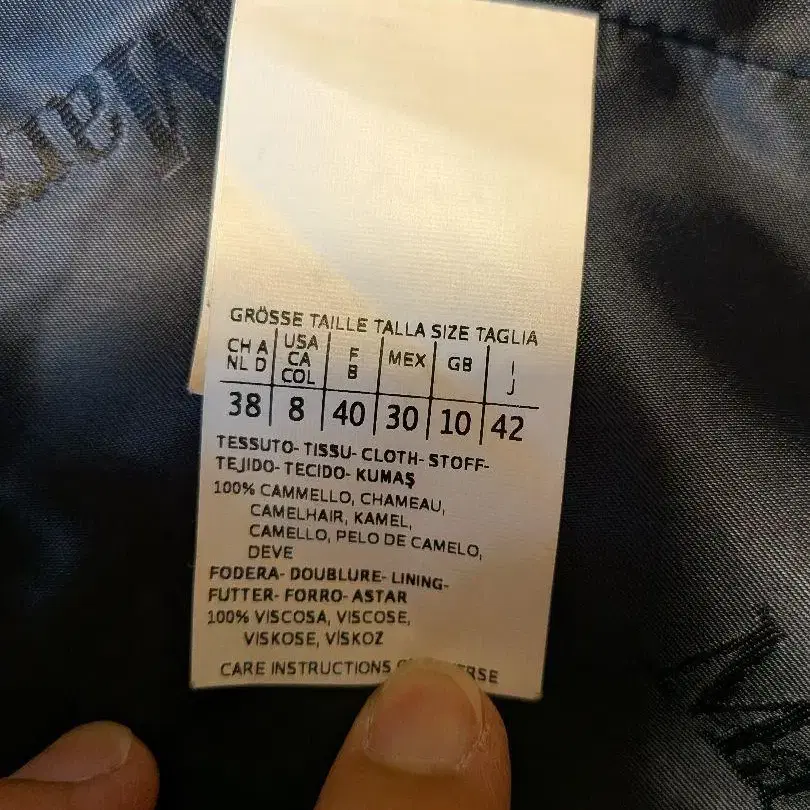 GRÖSSE TAILLE TALLA SIZE TAGLIA
CH A NL D | USA CA COL | F B | MEX | GB | I J
38 | 8 | 40 | 30 | 10 | 42
TESSUTO- TISSU- CLOTH- STOFF-
TEJIDO- TECIDO- KUMAŞ
100% CAMMELLO, CHAMEAU,
CAMELHAIR, KAMEL,
CAMELLO, PELO DE CAMELO,
DEVE
FODERA- DOUBLURE- LINING-
FUTTER- FORRO- ASTAR
100% VISCOSA, VISCOSE,
VISKOSE, VİSKOZ
CARE INSTRUCTIONS